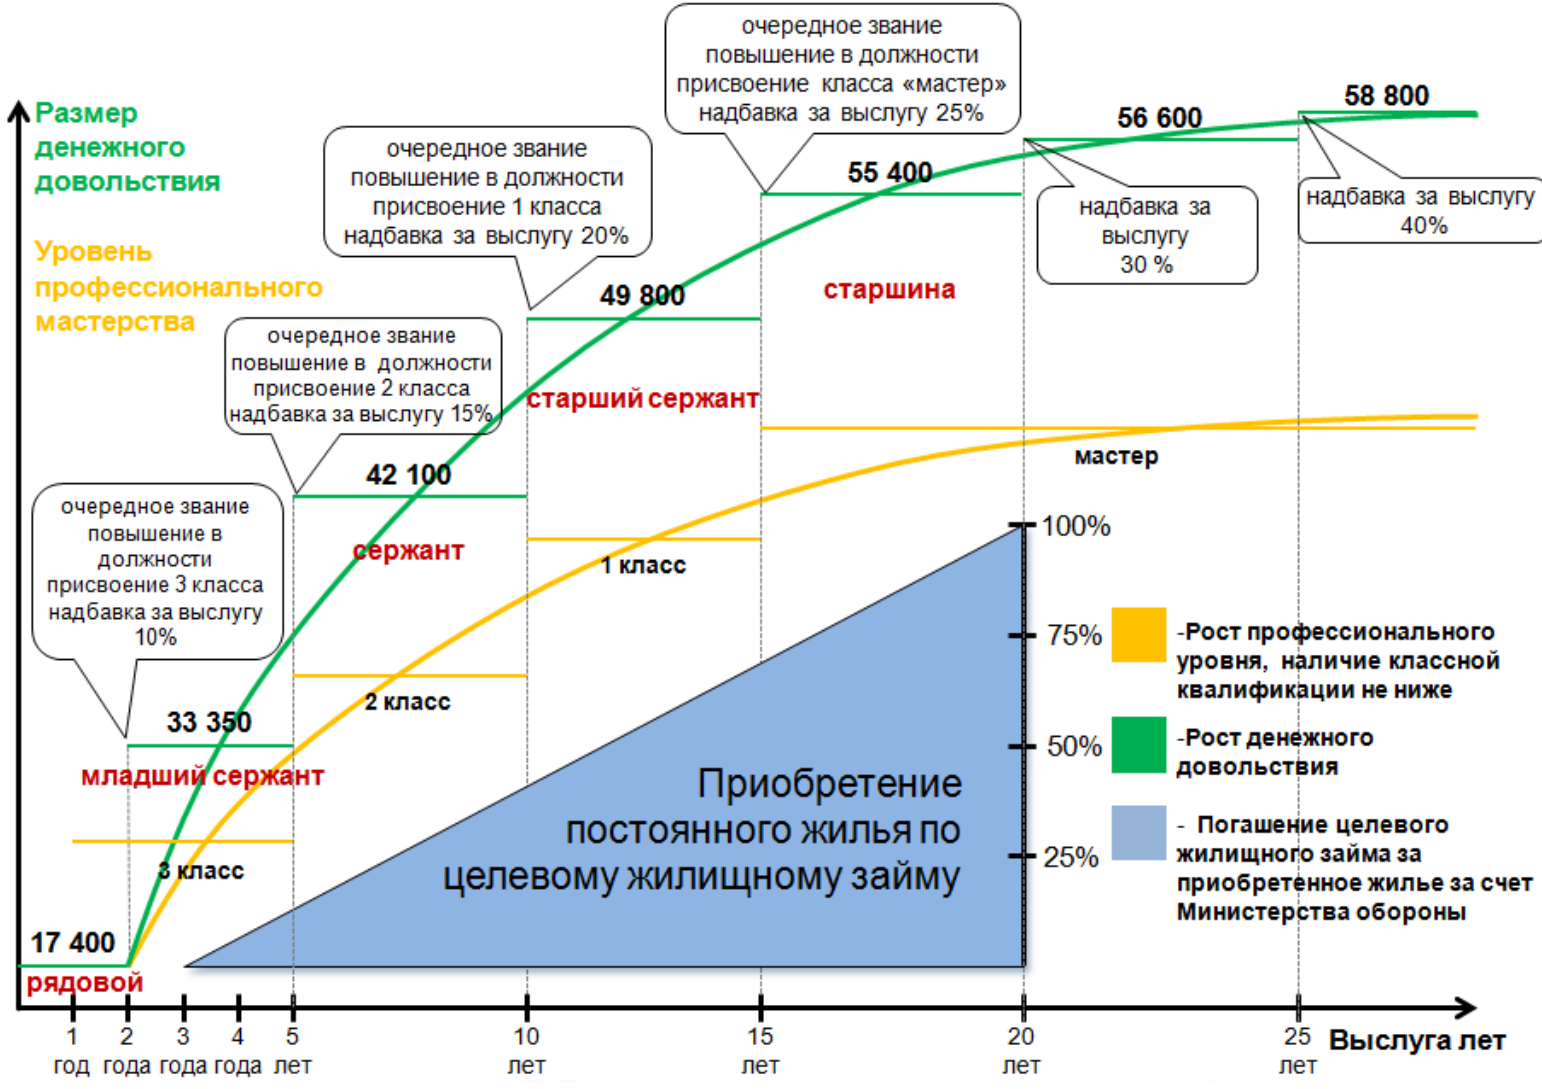 очередное звание
повышение в должности
присвоение класса «мастер»
надбавка за выслугу 25%
58 800
56 600
Размер
денежного
довольствия
очередное звание
повышение в должности
присвоение 1 класса
надбавка за выслугу 20%
55 400
надбавка за
выслугу
30 %
надбавка за выслугу
40%
Уровень
профессионального
мастерства
49 800
старшина
очередное звание
повышение в должности
присвоение 2 класса
надбавка за выслугу 15%
старший сержант
мастер
42 100
очередное звание
повышение в
должности
присвоение 3 класса
надбавка за выслугу
10%
сержант
1 класс
100%
75%
50%
25%
-Рост профессионального
уровня, наличие классной
квалификации не ниже
2 класс
33 350
младший сержант
-Рост денежного
довольствия
Приобретение
постоянного жилья по
целевому жилищному займу
- Погашение целевого
жилищного займа за
приобретенное жилье за счет
Министерства обороны
3 класс
17 400
рядовой
1 2 3 4 5 10 15 20 25
год года года года лет лет лет лет лет
Выслуга лет